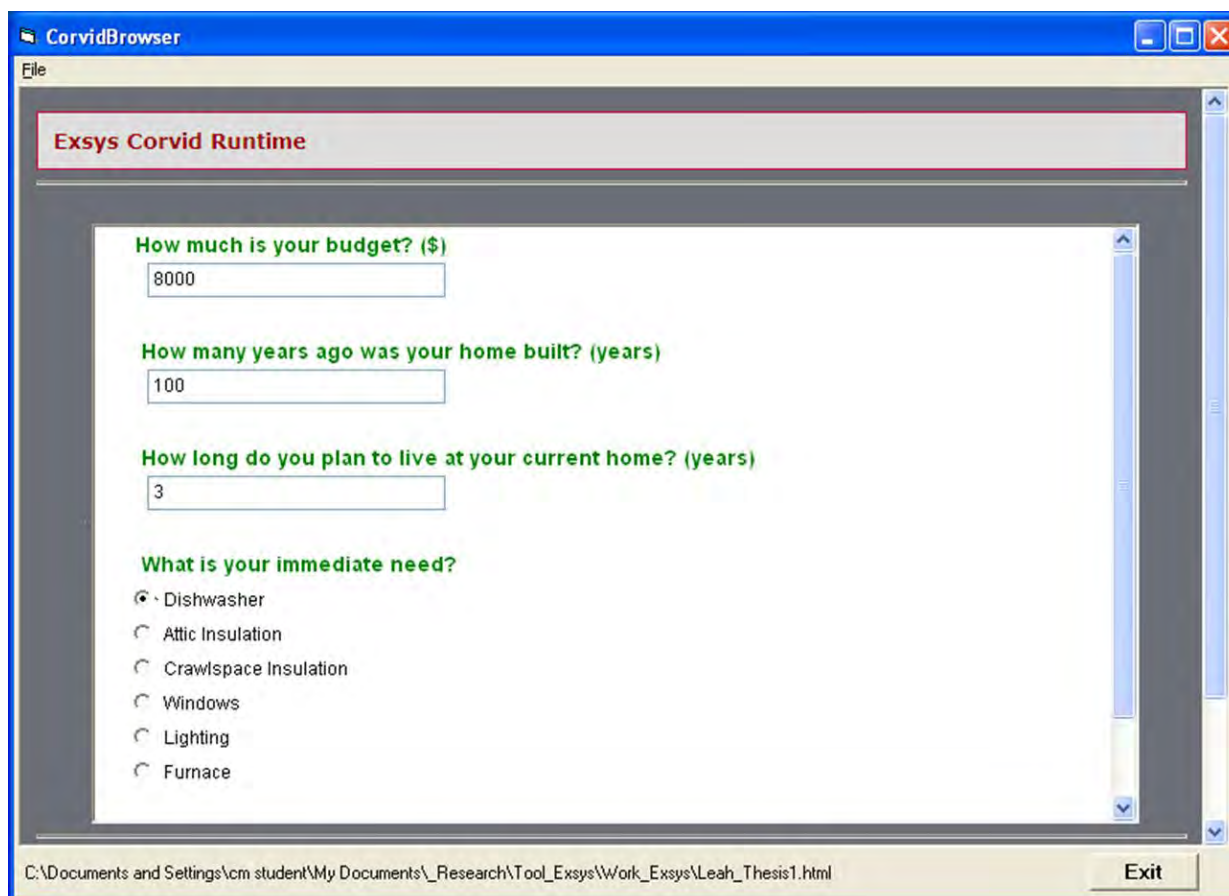 CorvidBrowser
File
Exsys Corvid Runtime
How much is your budget? ($)
8000
How many years ago was your home built? (years)
100
How long do you plan to live at your current home? (years)
3
What is your immediate need?
Dishwasher
Attic Insulation
Crawlspace Insulation
Windows
Lighting
Furnace
C:\Documents and Settings\cm student\My Documents\_Research\Tool_Exsys\Work_Exsys\Leah_Thesis1.html
Exit